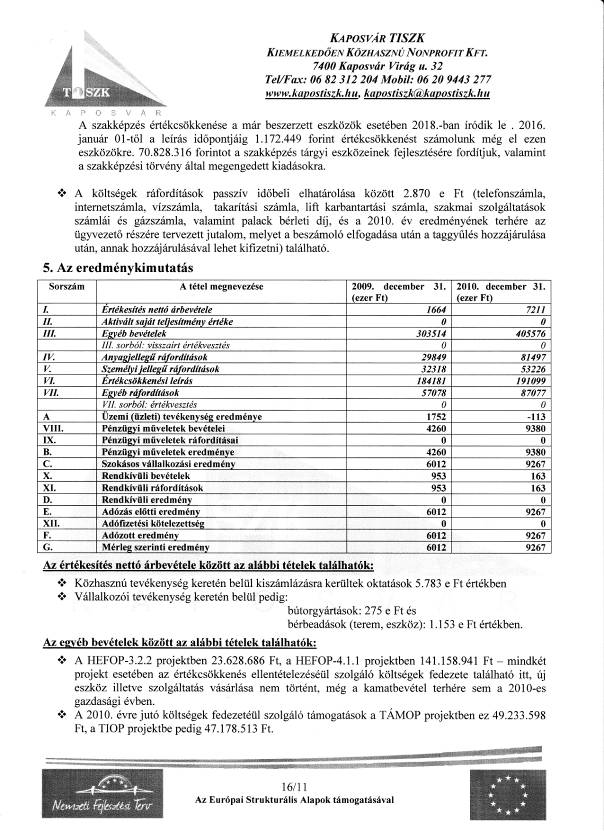 KAPOSVÁR TISZK
KIEMELKEDŐEN KÖZHASZNÚ NONPROFIT KFT.
7400 Kaposvár Virág u. 32
Tel/Fax: 06 82 312 204 Mobil: 06 20 9443 277
www.kapostiszk.hu, kapostiszk@kapostiszk.hu
TISZK
KAPOSVÁR
A szakképzés értékcsökkenése a már beszerzett eszközök esetében 2018.-ban íródik le . 2016.
január 01-től a leírás időpontjáig 1.172.449 forint értékcsökkenést számolunk még el ezen
eszközökre. 70.828.316 forintot a szakképzés tárgyi eszközeinek fejlesztésére fordítjuk, valamint
a szakképzési törvény által megengedett kiadásokra.
❖ A költségek ráfordítások passzív időbeli elhatárolása között 2.870 e Ft (telefonszámla,
internetszámla, vízszámla, takarítási számla, lift karbantartási számla, szakmai szolgáltatások
számlái és gázszámla, valamint palack bérleti díj, és a 2010. év eredményének terhére az
ügyvezető részére tervezett jutalom, melyet a beszámoló elfogadása után a taggyűlés hozzájárulása
után, annak hozzájárulásával lehet kifizetni) található.
5. Az eredménykimutatás
Sorszám A tétel megnevezése 2009. december 31. (ezer Ft) 2010. december 31. (ezer Ft)
I. Értékesítés nettó árbevétele 1664 7211
II. Aktivált saját teljesítmény értéke 0 0
III. Egyéb bevételek 303514 405576
III. sorból: visszaírt értékvesztés 0 0
IV. Anyagjellegű ráfordítások 29849 81497
V. Személyi jellegű ráfordítások 32318 53226
VI. Értékcsökkenési leírás 184181 191099
VII. Egyéb ráfordítások 57078 87077
VII. sorból: értékvesztés 0 0
A Üzemi (üzleti) tevékenység eredménye 1752 -113
VIII. Pénzügyi műveletek bevételei 4260 9380
IX. Pénzügyi műveletek ráfordításai 0 0
B. Pénzügyi műveletek eredménye 4260 9380
C. Szokásos vállalkozási eredmény 6012 9267
X. Rendkívüli bevételek 953 163
XI. Rendkívüli ráfordítások 953 163
D. Rendkívüli eredmény 0 0
E. Adózás előtti eredmény 6012 9267
XII. Adófizetési kötelezettség 0 0
F. Adózott eredmény 6012 9267
G. Mérleg szerinti eredmény 6012 9267
Az értékesítés nettó árbevétele között az alábbi tételek találhatók:
❖ Közhasznú tevékenység keretén belül kiszámlázásra kerültek oktatások 5.783 e Ft értékben
❖ Vállalkozói tevékenység keretén belül pedig:
bútorgyártások: 275 e Ft és
bérbeadások (terem, eszköz): 1.153 e Ft értékben.
Az egyéb bevételek között az alábbi tételek találhatók:
❖ A HEFOP-3.2.2 projektben 23.628.686 Ft, a HEFOP-4.1.1 projektben 141.158.941 Ft – mindkét
projekt esetében az értékcsökkenés ellentételezéséül szolgáló költségek fedezete található itt, új
eszköz illetve szolgáltatás vásárlása nem történt, még a kamatbevétel terhére sem a 2010-es
gazdasági évben.
❖ A 2010. évre jutó költségek fedezetéül szolgáló támogatások a TÁMOP projektben ez 49.233.598
Ft, a TIOP projektbe pedig 47.178.513 Ft.
16/11
Az Európai Strukturális Alapok támogatásával
Nemzeti Fejlesztési Terv